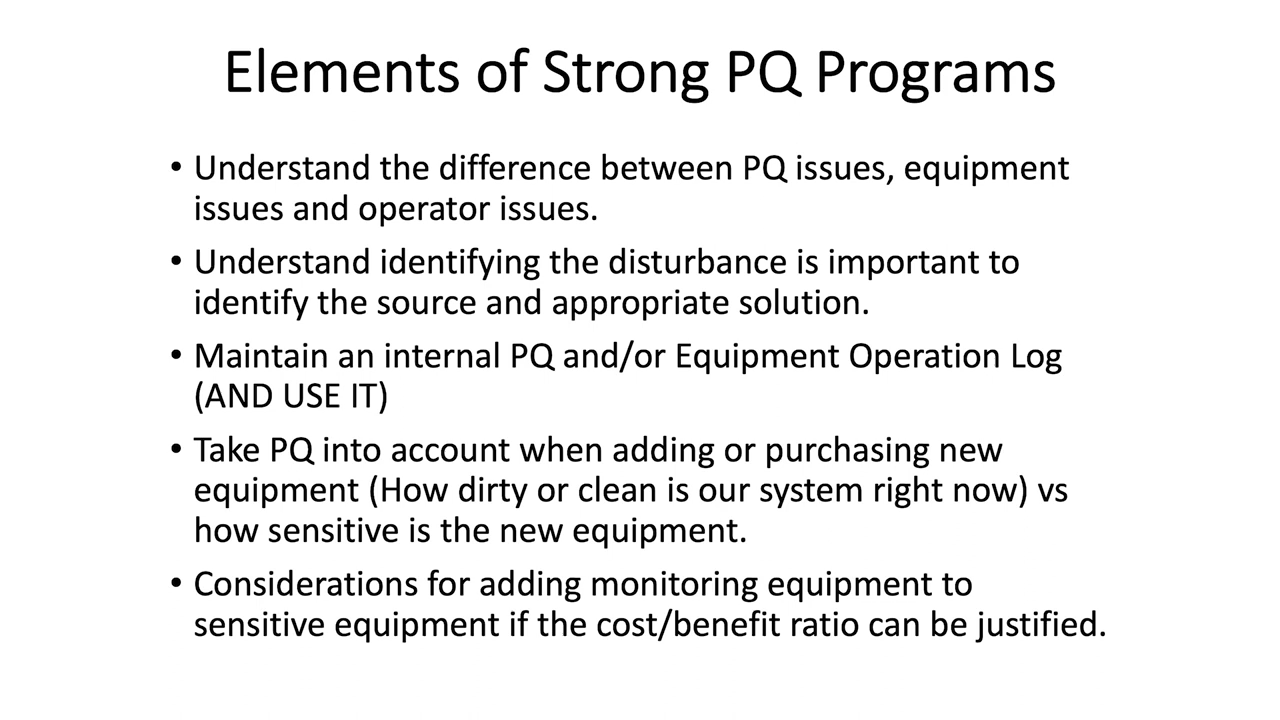 Elements of Strong PQ Programs
• Understand the difference between PQ issues, equipment
issues and operator issues.
• Understand identifying the disturbance is important to
identify the source and appropriate solution.
• Maintain an internal PQ and/or Equipment Operation Log
(AND USE IT)
• Take PQ into account when adding or purchasing new
equipment (How dirty or clean is our system right now) vs
how sensitive is the new equipment.
• Considerations for adding monitoring equipment to
sensitive equipment if the cost/benefit ratio can be justified.